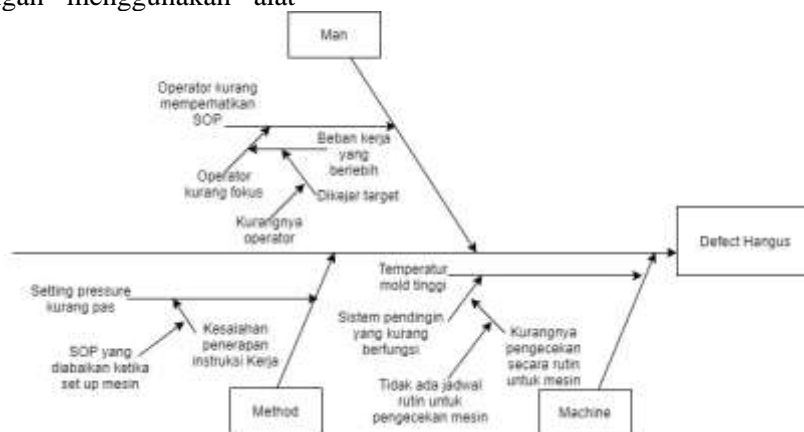 menggunakan alat
Man
Operator kurang
memperhatikan
SOP
Beban kerja
yang
berlebih
Operator
kurang fokus
Dikejar target
Kurangnya
operator
Defect Hangus
Temperatur
mold tinggi
Setting pressure
kurang pas
Sistem pendingin
yang kurang
berfungsi
Kesalahan
penerapan
instruksi Kerja
Kurangnya
pengecekan
secara rutin
untuk mesin
SOP yang
diabaikan ketika
set up mesin
Tidak ada jadwal
rutin untuk
pengecekan mesin
Method
Machine